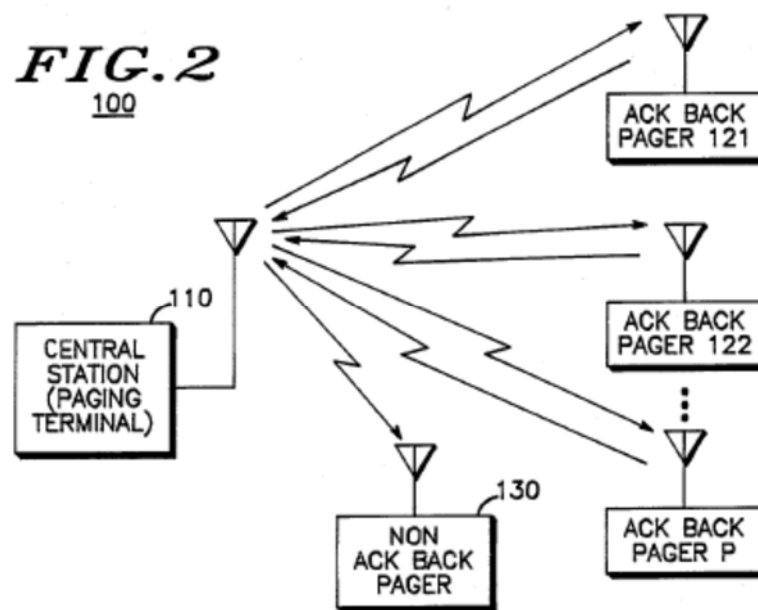 FIG.2
100
ACK BACK
PAGER 121
110
CENTRAL
STATION
(PAGING
TERMINAL)
ACK BACK
PAGER 122
130
NON
ACK BACK
PAGER
ACK BACK
PAGER P